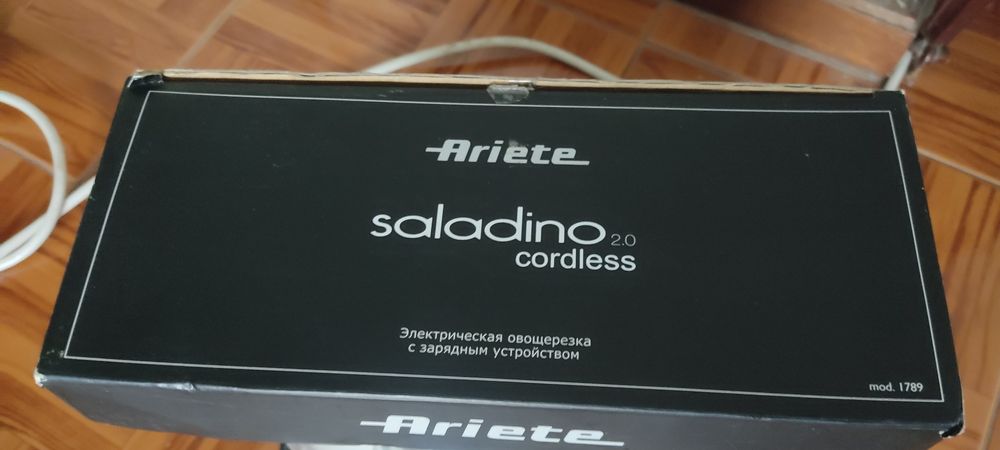 Ariete
saladino 2.0
cordless
Электрическая овощерезка
с зарядным устройством
mod. 1789
Ariete